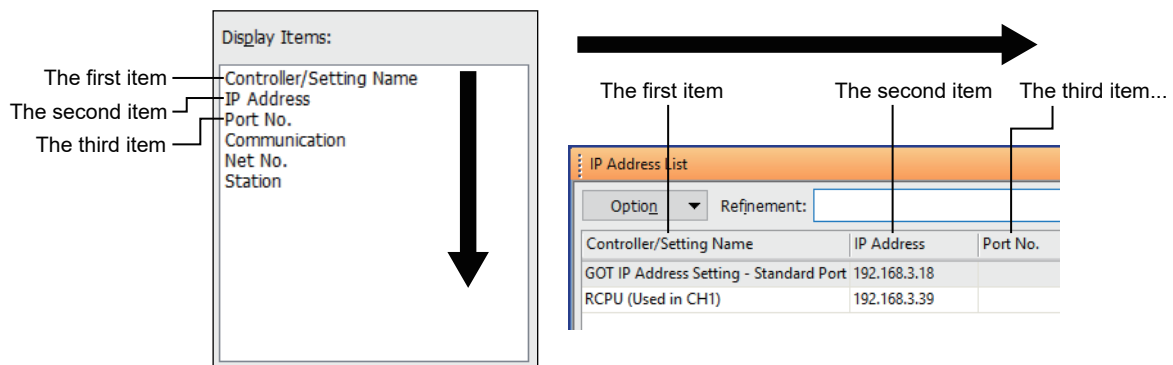 Display Items:
The first item
The second item
The third item
Controller/Setting Name
IP Address
Port No.
Communication
Net No.
Station
The first item
The second item
The third item...
IP Address List
Option
Refinement:
Controller/Setting Name IP Address Port No.
GOT IP Address Setting - Standard Port 192.168.3.18
RCPU (Used in CH1) 192.168.3.39